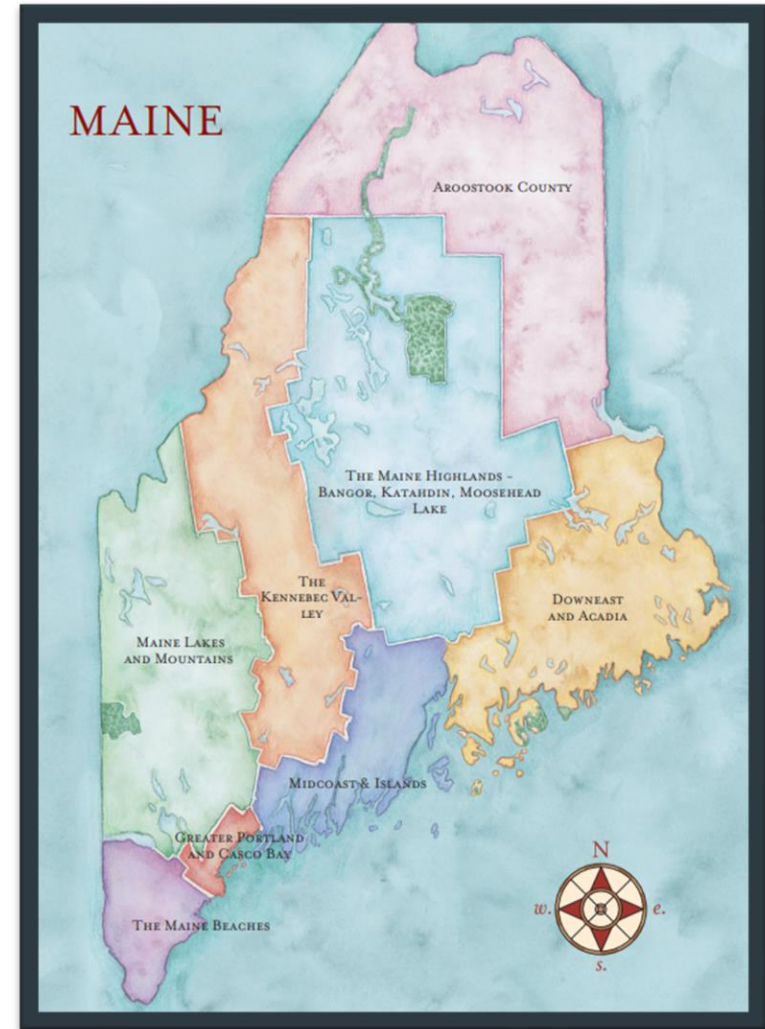 MAINE
AROOSTOOK COUNTY
THE MAINE HIGHLANDS -
BANGOR, KATAHDIN, MOOSEHEAD
LAKE
THE
KENNEBEC VAL-
LEY
DOWNEAST
AND ACADIA
MAINE LAKES
AND MOUNTAINS
MIDCOAST & ISLANDS
GREATER PORTLAND
AND CASCO BAY
THE MAINE BEACHES
N
w.
e.
s.